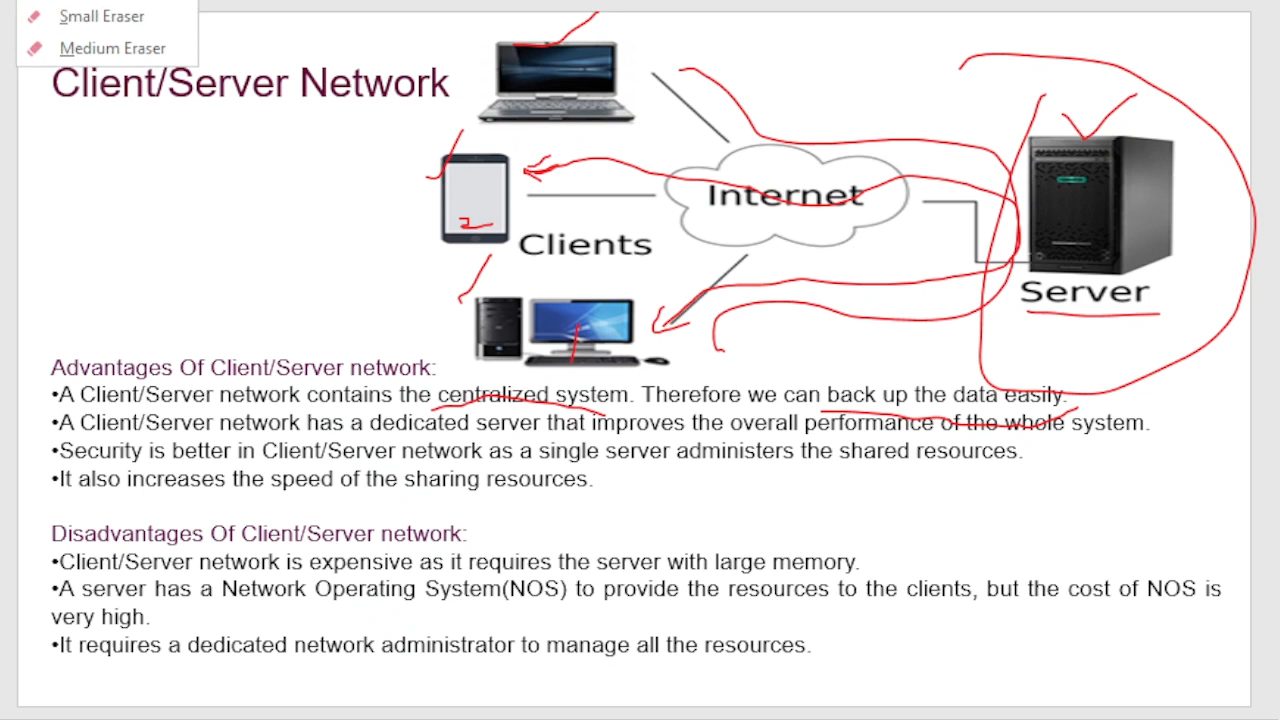 Small Eraser
Medium Eraser
Client/Server Network
Internet
2
Clients
1
Server
Advantages Of Client/Server network:
•A Client/Server network contains the centralized system. Therefore we can back up the data easily.
•A Client/Server network has a dedicated server that improves the overall performance of the whole system.
•Security is better in Client/Server network as a single server administers the shared resources.
•It also increases the speed of the sharing resources.
Disadvantages Of Client/Server network:
•Client/Server network is expensive as it requires the server with large memory.
•A server has a Network Operating System(NOS) to provide the resources to the clients, but the cost of NOS is
very high.
•It requires a dedicated network administrator to manage all the resources.